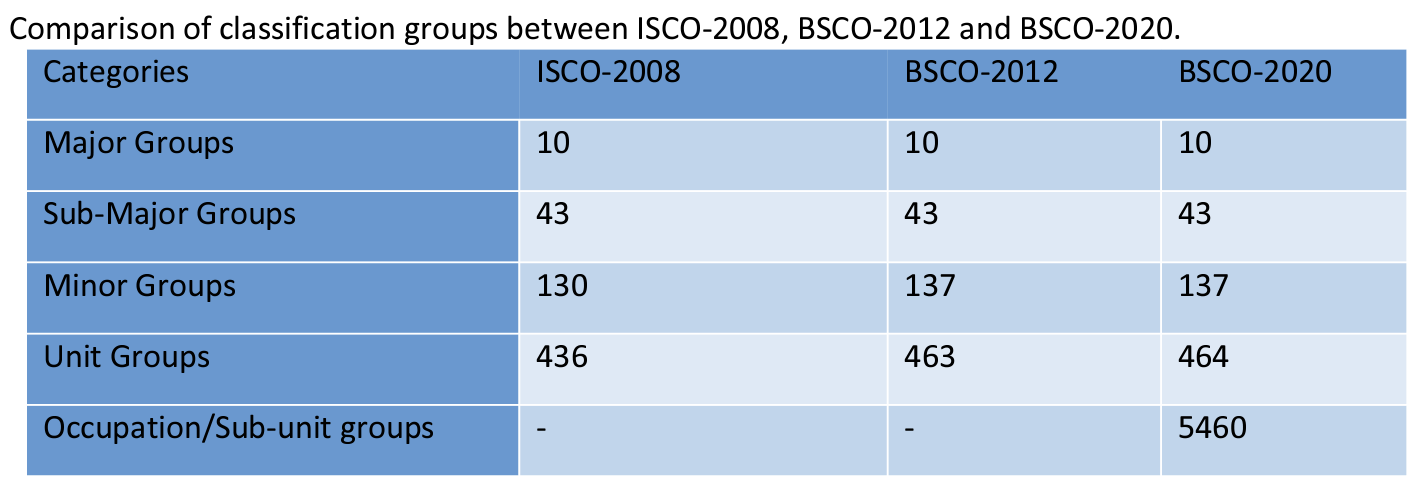 Comparison of classification groups between ISCO-2008, BSCO-2012 and BSCO-2020.
Categories ISCO-2008 BSCO-2012 BSCO-2020
Major Groups 10 10 10
Sub-Major Groups 43 43 43
Minor Groups 130 137 137
Unit Groups 436 463 464
Occupation/Sub-unit groups - - 5460